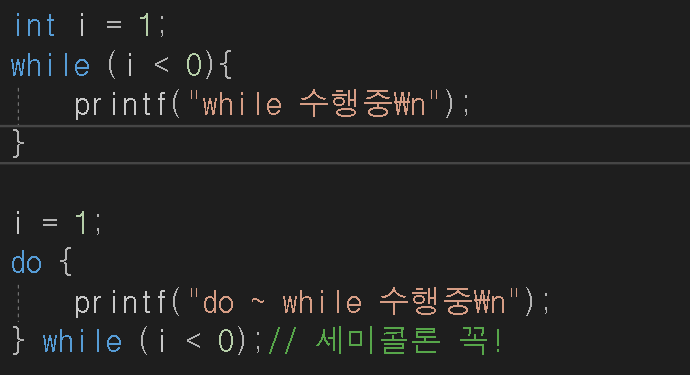 int i = 1;
while (i < 0){
    printf("while 수행중₩n");
}
i = 1;
do {
    printf("do ~ while 수행중₩n");
} while (i < 0);// 세미콜론 꼭!